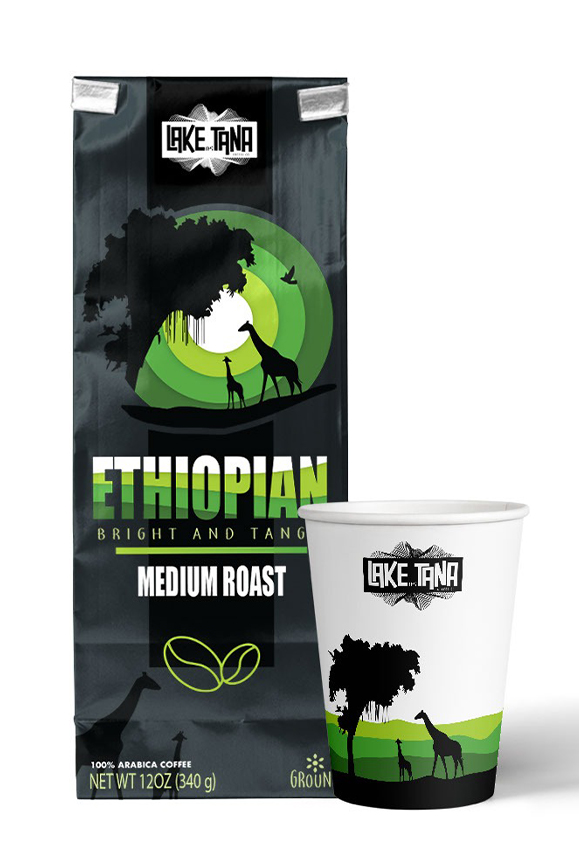 LAKE TANA
ETHIOPIAN
BRIGHT AND TANG
MEDIUM ROAST
100% ARABICA COFFEE
NET WT 12OZ (340 g)
GROUN
LAKE TANA